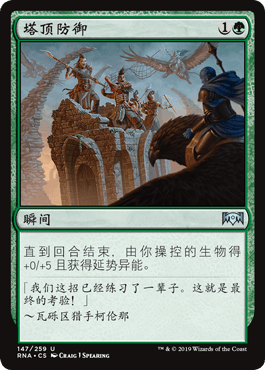 塔顶防御 1
瞬间
直到回合结束，由你操控的生物得
+0/+5 且获得延势异能。
「我们这招已经练习了一辈子。这就是最
终的考验！」
～瓦砾区猎手柯伦那
147/259 U
RNA • CS CRAIG J SPEARING
™ & © 2019 Wizards of the Coast